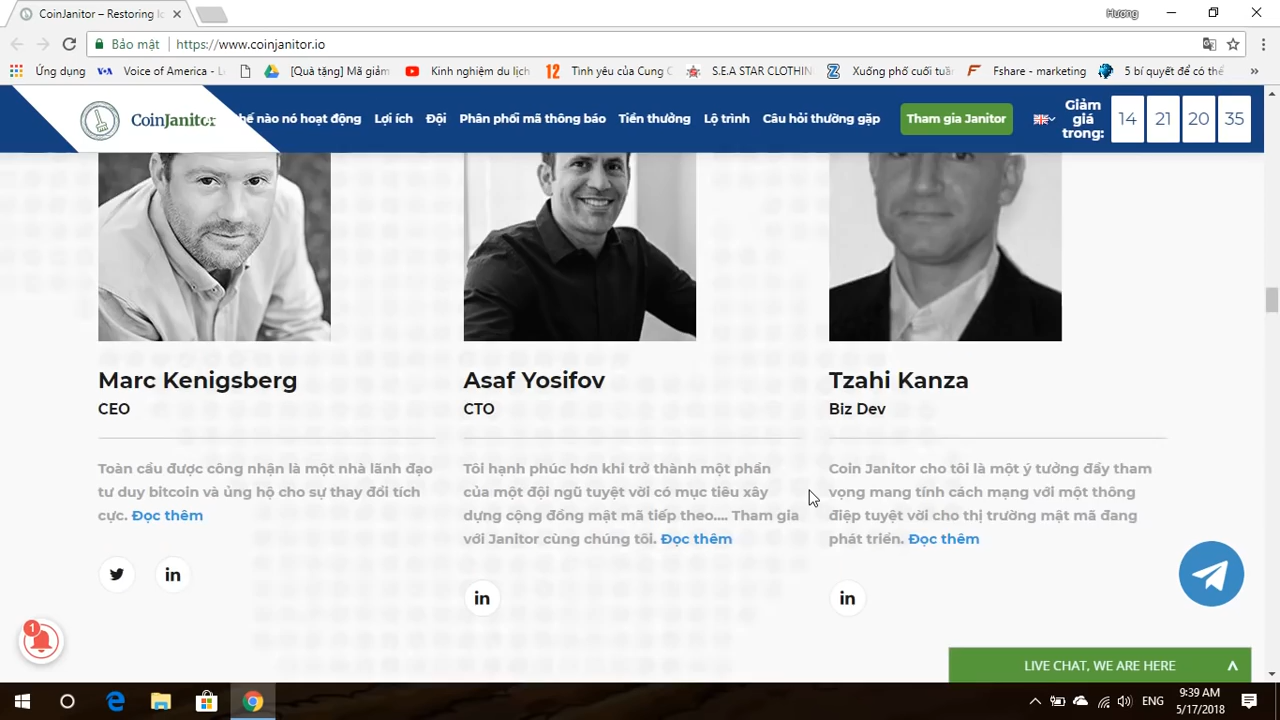 CoinJanitor – Restoring Ic
Hương
Bảo mật
https://www.coinjanitor.io
Ứng dụng
Voice of America - L
[Quà tặng] Mã giảm
Kinh nghiệm du lịch
Tình yêu của Cung C
S.E.A STAR CLOTHIN
Xuống phố cuối tuần
Fshare - marketing
5 bí quyết để có thể
»
CoinJanitor
hế nào nó hoạt động
Lợi ích
Đội
Phân phối mã thông báo
Tiền thưởng
Lộ trình
Câu hỏi thường gặp
Tham gia Janitor
Giảm
giá
trong:
14
21
20
35
Marc Kenigsberg
CEO
Toàn cầu được công nhận là một nhà lãnh đạo
tư duy bitcoin và ủng hộ cho sự thay đổi tích
cực. Đọc thêm
Asaf Yosifov
CTO
Tôi hạnh phúc hơn khi trở thành một phần
của một đội ngũ tuyệt vời có mục tiêu xây
dựng cộng đồng mật mã tiếp theo.... Tham gia
với Janitor cùng chúng tôi. Đọc thêm
Tzahi Kanza
Biz Dev
Coin Janitor cho tôi là một ý tưởng đầy tham
vọng mang tính cách mạng với một thông
điệp tuyệt vời cho thị trường mật mã đang
phát triển. Đọc thêm
in
in
in
1
LIVE CHAT, WE ARE HERE
ENG
9:39 AM
5/17/2018